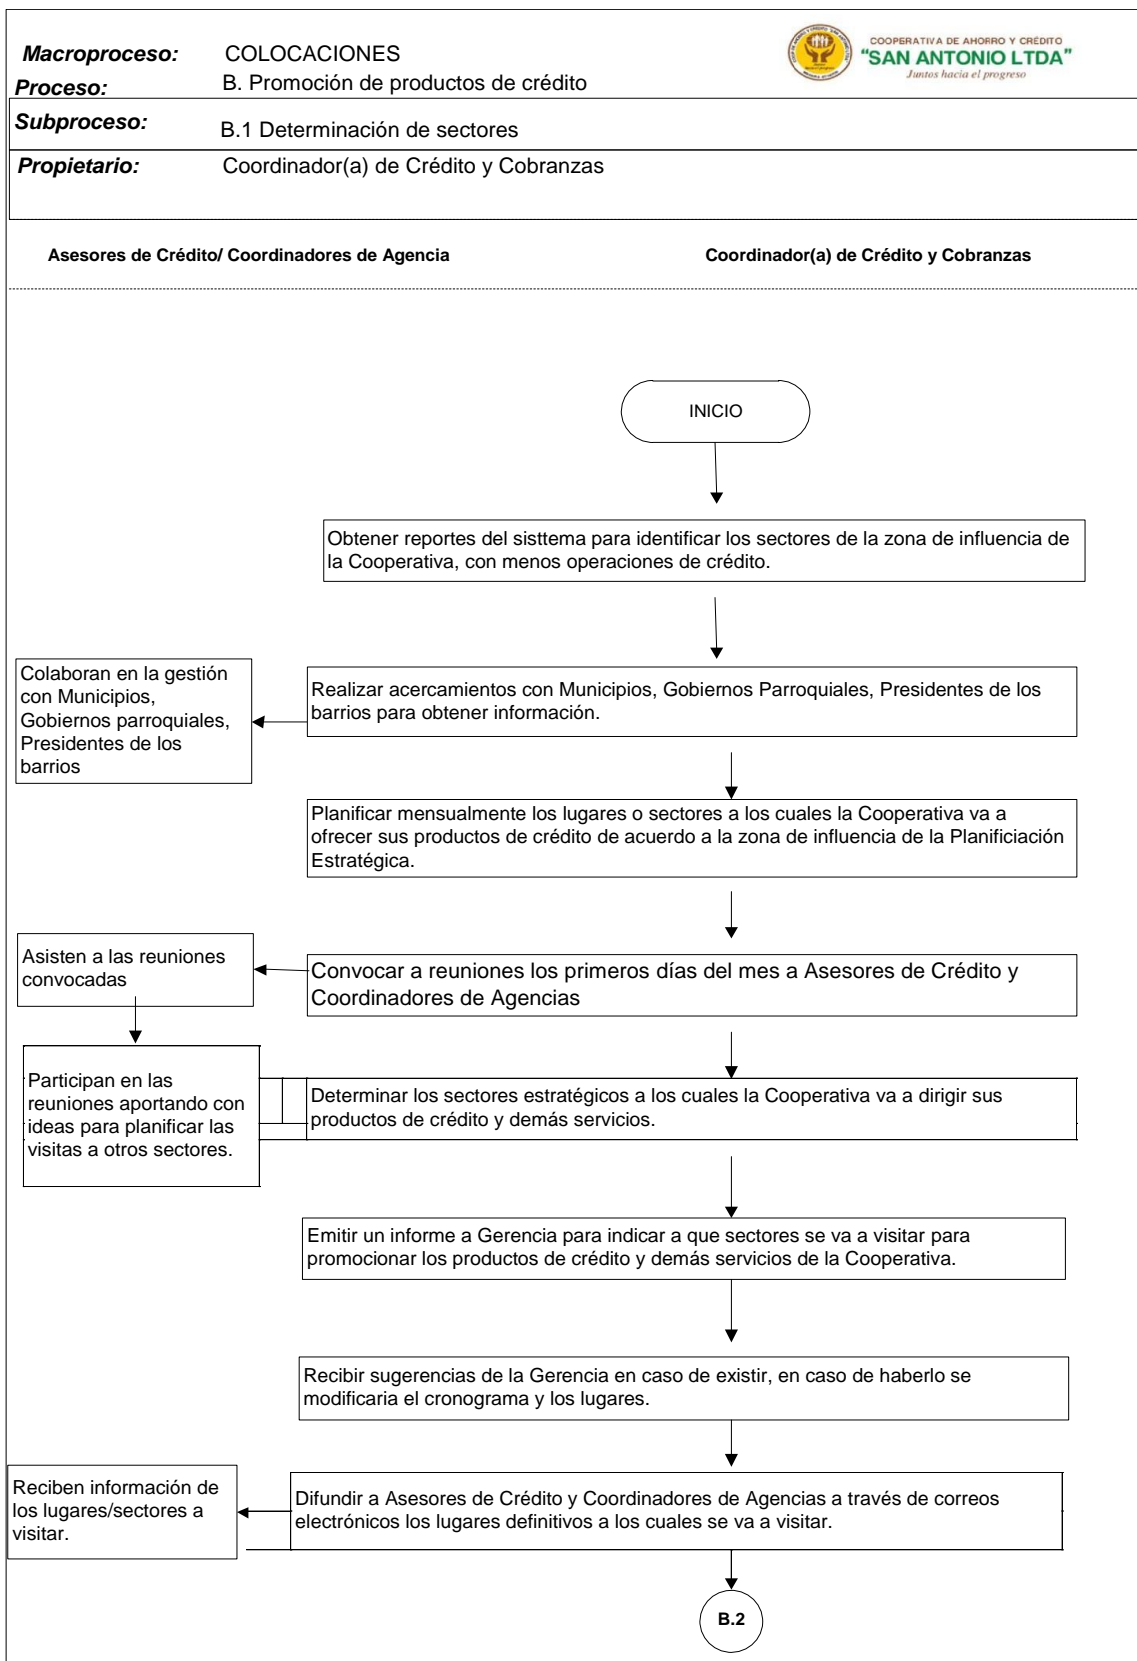 Macroproceso: COLOCACIONES
COOPERATIVA DE AHORRO Y CRÉDITO
"SAN ANTONIO LTDA"
Juntos hacia el progreso
Proceso: B. Promoción de productos de crédito
Subproceso: B.1 Determinación de sectores
Propietario: Coordinador(a) de Crédito y Cobranzas
Asesores de Crédito/ Coordinadores de Agencia
Coordinador(a) de Crédito y Cobranzas
INICIO
Obtener reportes del sisttema para identificar los sectores de la zona de influencia de
la Cooperativa, con menos operaciones de crédito.
Colaboran en la gestión
con Municipios,
Gobiernos parroquiales,
Presidentes de los
barrios
Realizar acercamientos con Municipios, Gobiernos Parroquiales, Presidentes de los
barrios para obtener información.
Planificar mensualmente los lugares o sectores a los cuales la Cooperativa va a
ofrecer sus productos de crédito de acuerdo a la zona de influencia de la Planificiación
Estratégica.
Asisten a las reuniones
convocadas
Convocar a reuniones los primeros días del mes a Asesores de Crédito y
Coordinadores de Agencias
Participan en las
reuniones aportando con
ideas para planificar las
visitas a otros sectores.
Determinar los sectores estratégicos a los cuales la Cooperativa va a dirigir sus
productos de crédito y demás servicios.
Emitir un informe a Gerencia para indicar a que sectores se va a visitar para
promocionar los productos de crédito y demás servicios de la Cooperativa.
Recibir sugerencias de la Gerencia en caso de existir, en caso de haberlo se
modificaria el cronograma y los lugares.
Reciben información de
los lugares/sectores a
visitar.
Difundir a Asesores de Crédito y Coordinadores de Agencias a través de correos
electrónicos los lugares definitivos a los cuales se va a visitar.
B.2